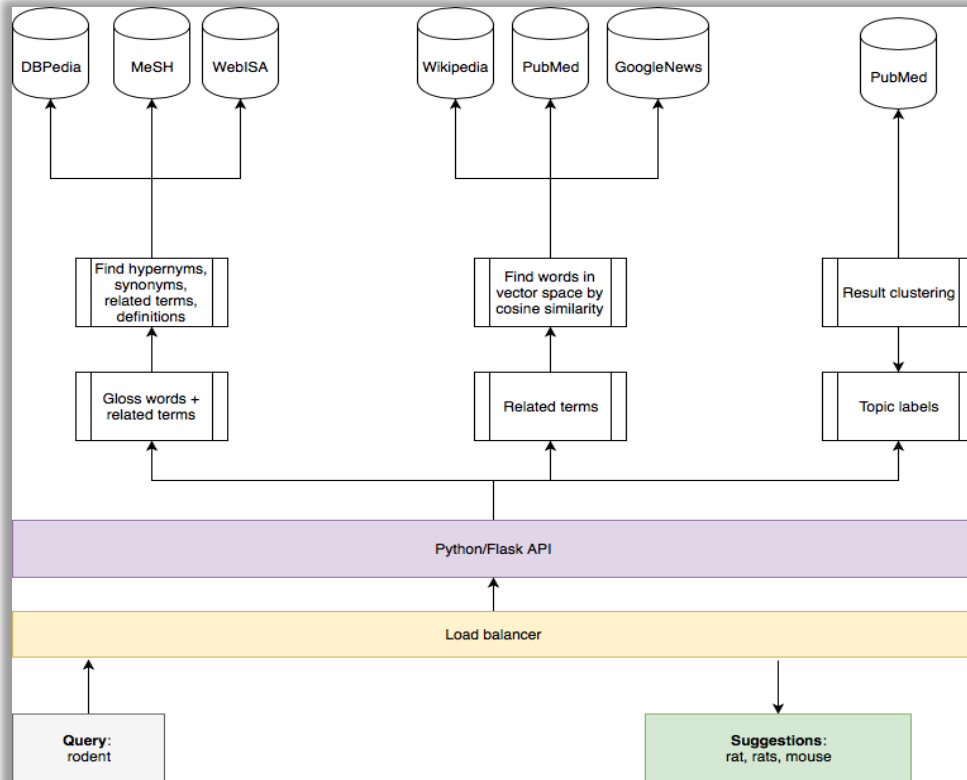 DBPedia
MeSH
WebISA
Wikipedia
PubMed
GoogleNews
PubMed
Find hypernyms,
synonyms,
related terms,
definitions
Find words in
vector space by
cosine similarity
Result clustering
Gloss words +
related terms
Related terms
Topic labels
Python/Flask API
Load balancer
Query:
rodent
Suggestions:
rat, rats, mouse